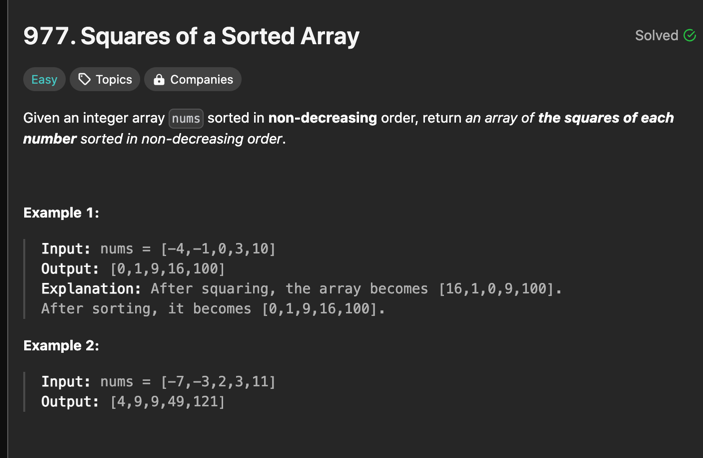 977. Squares of a Sorted Array
Solved
Easy Topics Companies
Given an integer array nums sorted in non-decreasing order, return an array of the squares of each
number sorted in non-decreasing order.
Example 1:
Input: nums = [-4,-1,0,3,10]
Output: [0,1,9,16,100]
Explanation: After squaring, the array becomes [16,1,0,9,100].
After sorting, it becomes [0,1,9,16,100].
Example 2:
Input: nums = [-7,-3,2,3,11]
Output: [4,9,9,49,121]